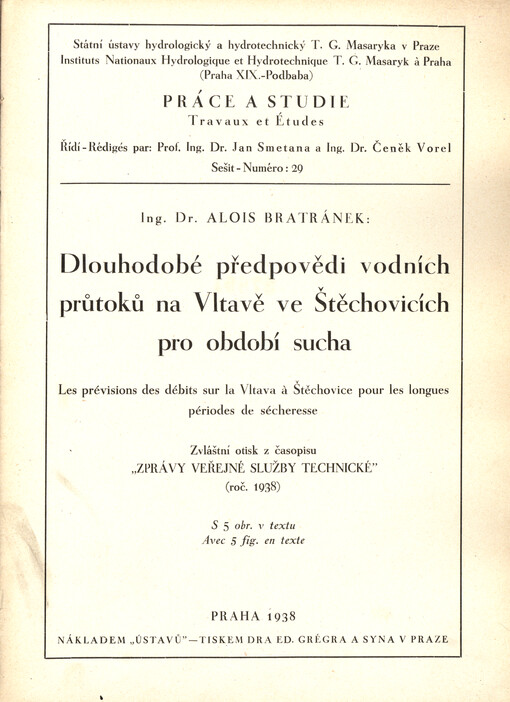 Státní ústavy hydrologický a hydrotechnický T. G. Masaryka v Praze
Instituts Nationaux Hydrologique et Hydrotechnique T. G. Masaryk à Praha
(Praha XIX.-Podbaba)
PRÁCE A STUDIE
Travaux et Études
Řídí - Rédigés par: Prof. Ing. Dr. Jan Smetana a Ing. Dr. Čeněk Vorel
Sešit - Numéro: 29
Ing. Dr. ALOIS BRATRÁNEK:
Dlouhodobé předpovědi vodních
průtoků na Vltavě ve Štěchovicích
pro období sucha
Les prévisions des débits sur la Vltava à Štěchovice pour les longues
périodes de sécheresse
Zvláštní otisk z časopisu
„ZPRÁVY VEŘEJNÉ SLUŽBY TECHNICKÉ"
(roč. 1938)
S 5 obr. v textu
Avec 5 fig. en texte
PRAHA 1938
NÁKLADEM „ÚSTAVŮ"—TISKEM DRA ED. GRÉGRA A SYNA V PRAZE